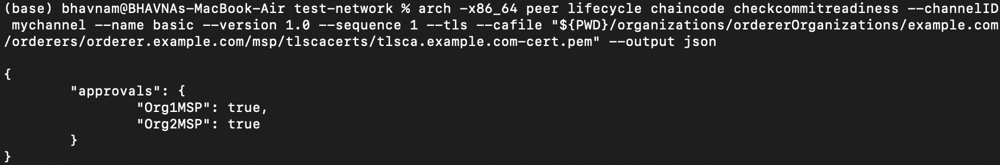 (base) bhavnam@BHAVNAs-MacBook-Air test-network % arch -x86_64 peer lifecycle chaincode checkcommitreadiness --channelID
mychannel --name basic --version 1.0 --sequence 1 --tls --cafile "${PWD}/organizations/ordererOrganizations/example.com
/orderers/orderer.example.com/msp/tlscacerts/tlsca.example.com-cert.pem" --output json
{
"approvals": {
"Org1MSP": true,
"Org2MSP": true
}
}